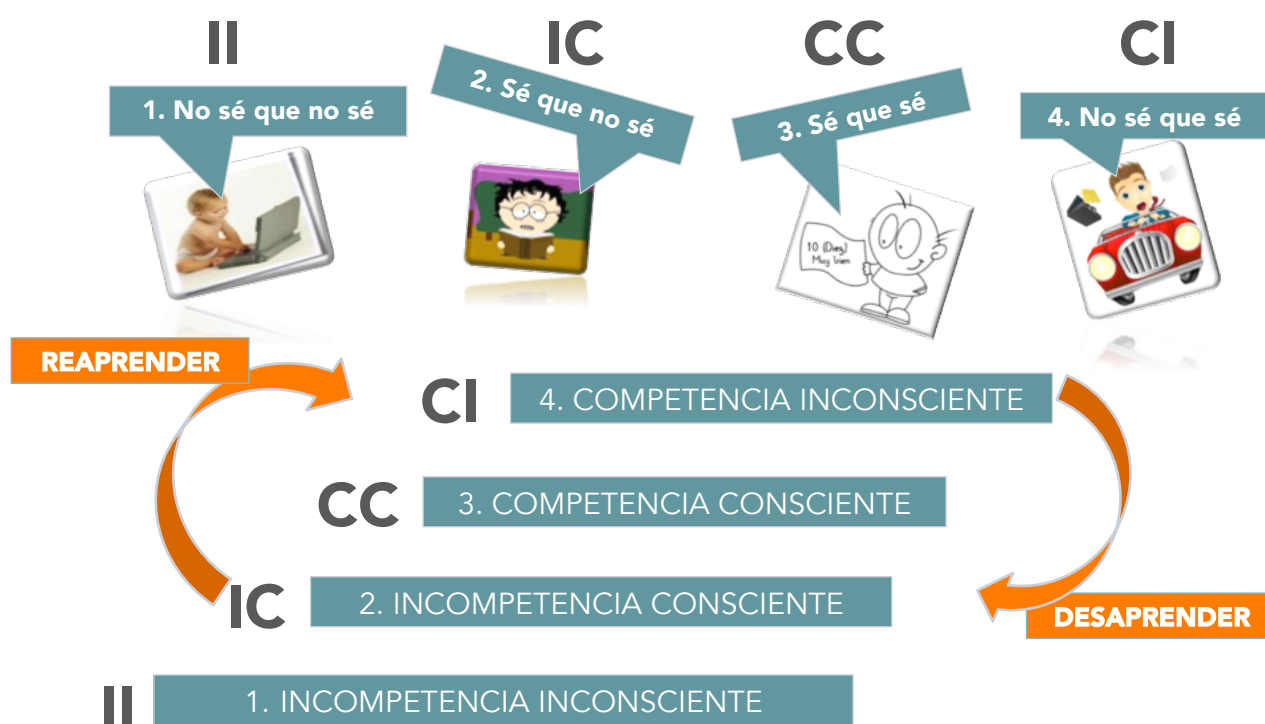 II
IC
CC
CI
1. No sé que no sé
2. Sé que no sé
3. Sé que sé
4. No sé que sé
10 (Diez)
Muy bien
REAPRENDER
CI
4. COMPETENCIA INCONSCIENTE
CC
3. COMPETENCIA CONSCIENTE
IC
2. INCOMPETENCIA CONSCIENTE
DESAPRENDER
II
1. INCOMPETENCIA INCONSCIENTE